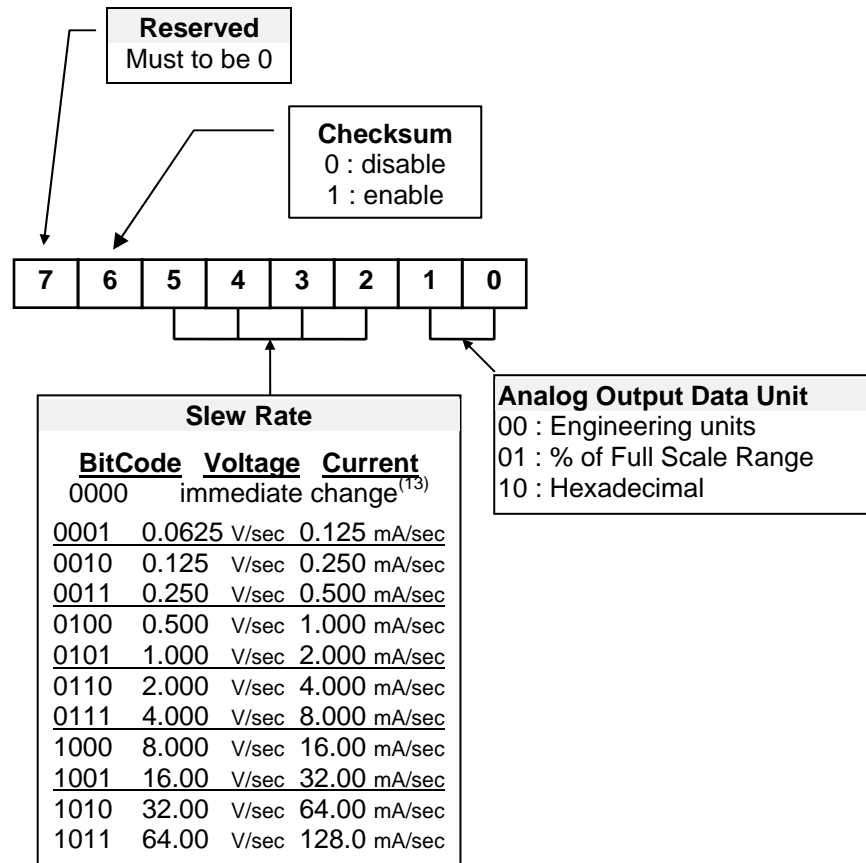 Reserved
Must to be 0
Checksum
0 : disable
1 : enable
7 6 5 4 3 2 1 0
Analog Output Data Unit
00 : Engineering units
01 : % of Full Scale Range
10 : Hexadecimal
Slew Rate
BitCode Voltage Current
0000 immediate change(13)
0001 0.0625 V/sec 0.125 mA/sec
0010 0.125 V/sec 0.250 mA/sec
0011 0.250 V/sec 0.500 mA/sec
0100 0.500 V/sec 1.000 mA/sec
0101 1.000 V/sec 2.000 mA/sec
0110 2.000 V/sec 4.000 mA/sec
0111 4.000 V/sec 8.000 mA/sec
1000 8.000 V/sec 16.00 mA/sec
1001 16.00 V/sec 32.00 mA/sec
1010 32.00 V/sec 64.00 mA/sec
1011 64.00 V/sec 128.0 mA/sec